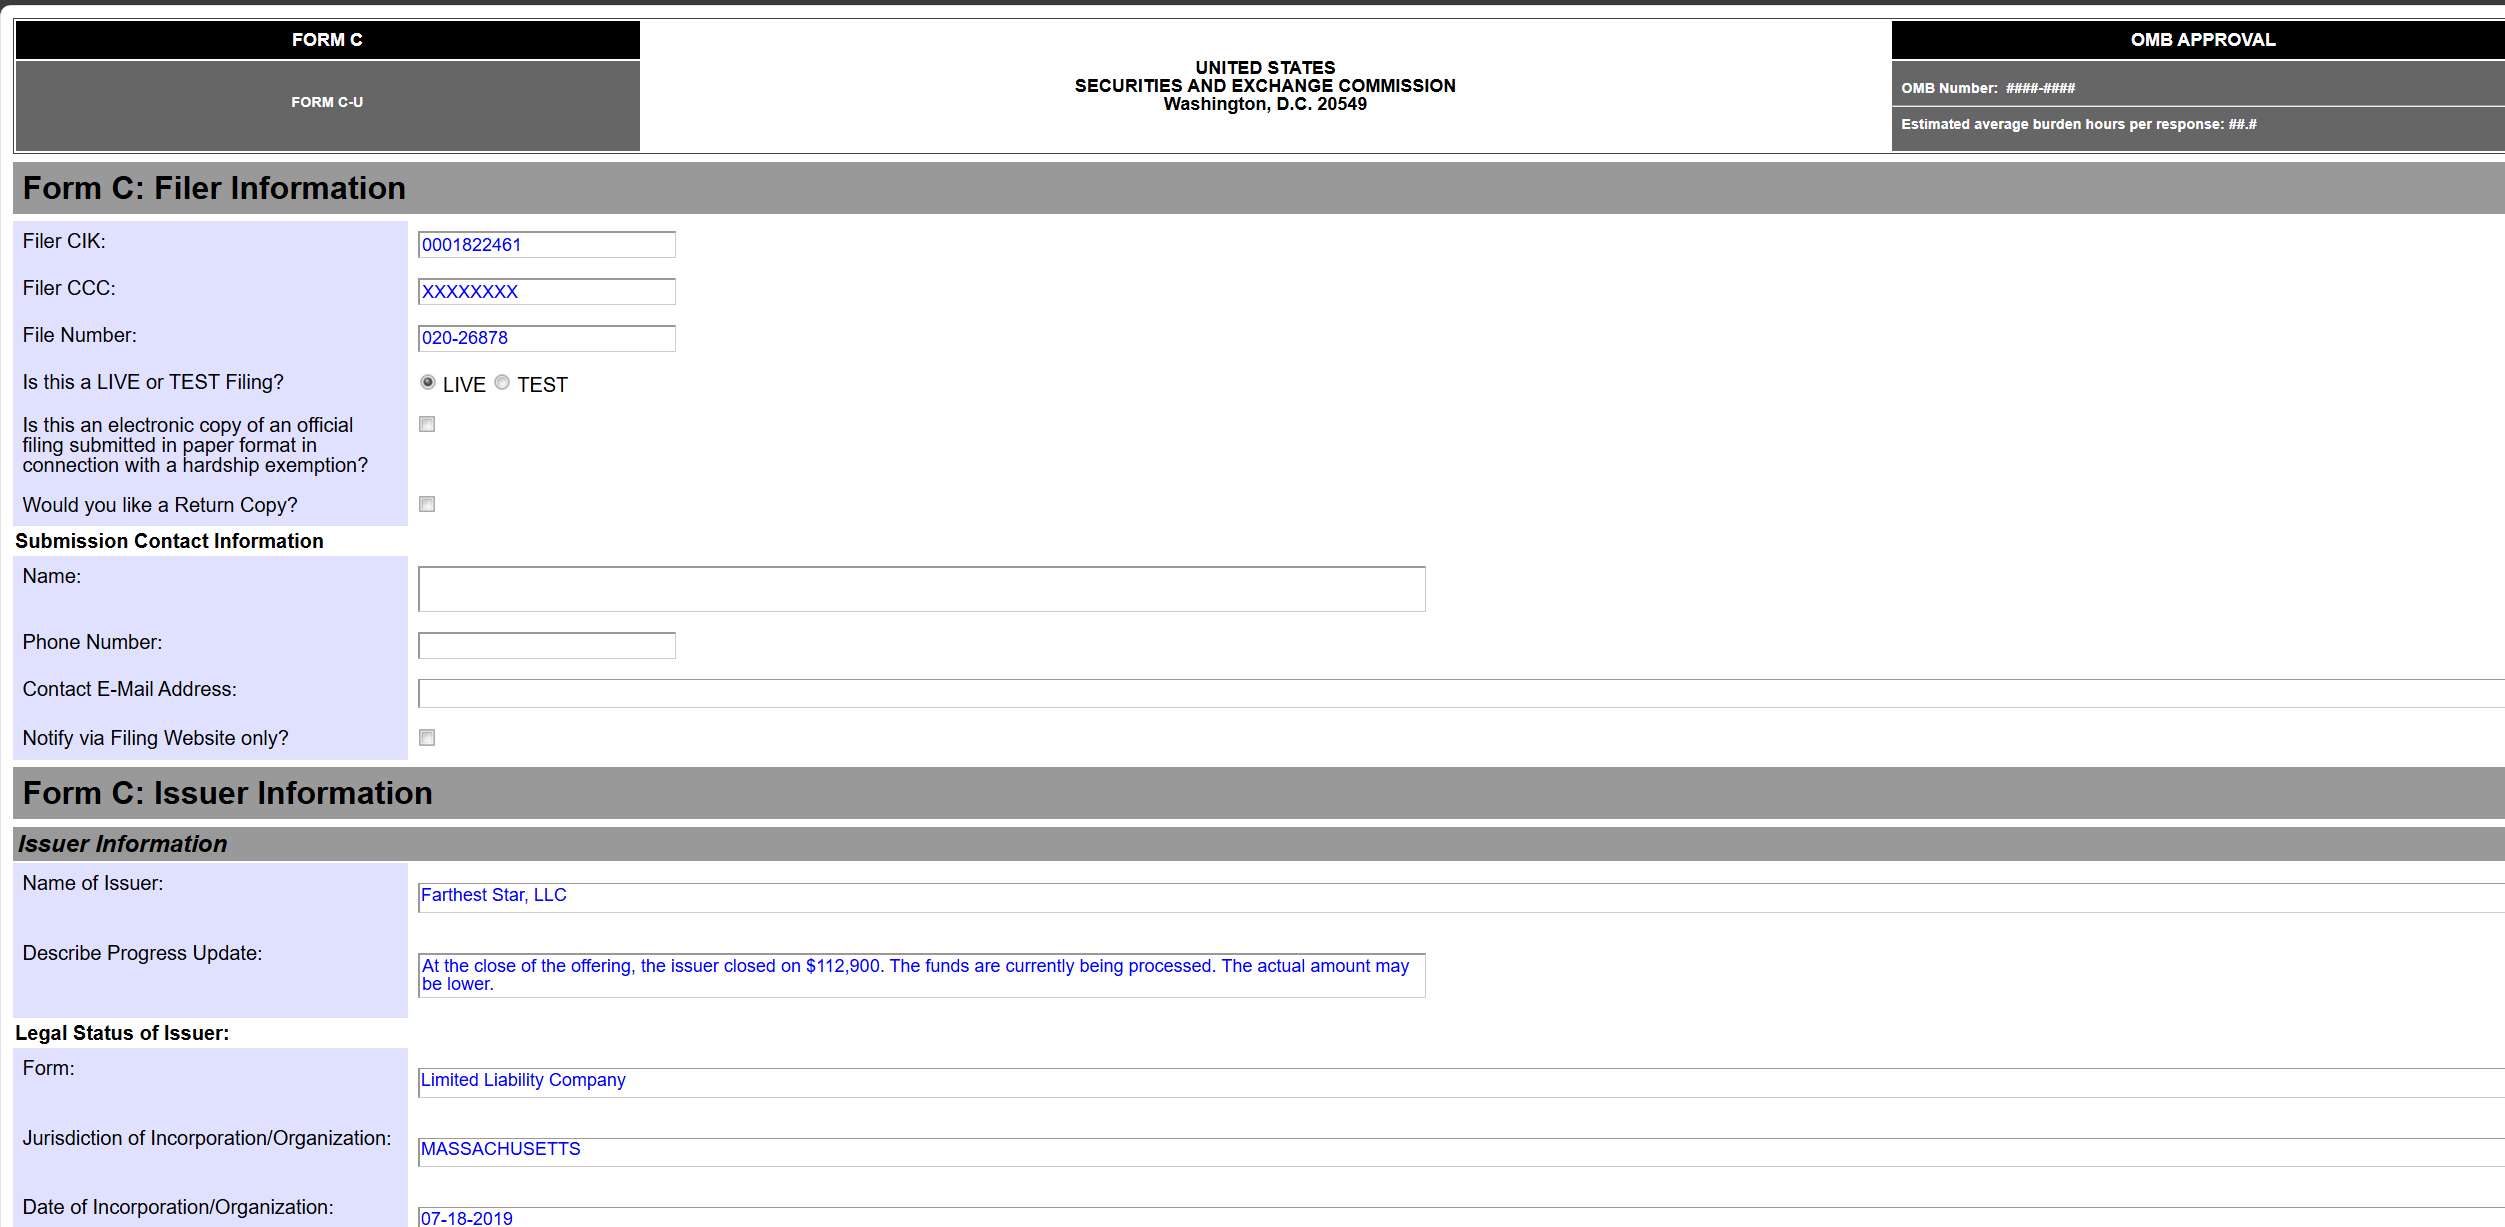 FORM C
FORM C-U
UNITED STATES
SECURITIES AND EXCHANGE COMMISSION
Washington, D.C. 20549
OMB APPROVAL
OMB Number: ####-####
Estimated average burden hours per response: ##.#
Form C: Filer Information
Filer CIK:
0001822461
Filer CCC:
XXXXXXXX
File Number:
020-26878
Is this a LIVE or TEST Filing?
LIVE TEST
Is this an electronic copy of an official
filing submitted in paper format in
connection with a hardship exemption?
Would you like a Return Copy?
Submission Contact Information
Name:
Phone Number:
Contact E-Mail Address:
Notify via Filing Website only?
Form C: Issuer Information
Issuer Information
Name of Issuer:
Farthest Star, LLC
Describe Progress Update:
At the close of the offering, the issuer closed on $112,900. The funds are currently being processed. The actual amount may
be lower.
Legal Status of Issuer:
Form:
Limited Liability Company
Jurisdiction of Incorporation/Organization:
MASSACHUSETTS
Date of Incorporation/Organization:
07-18-2019